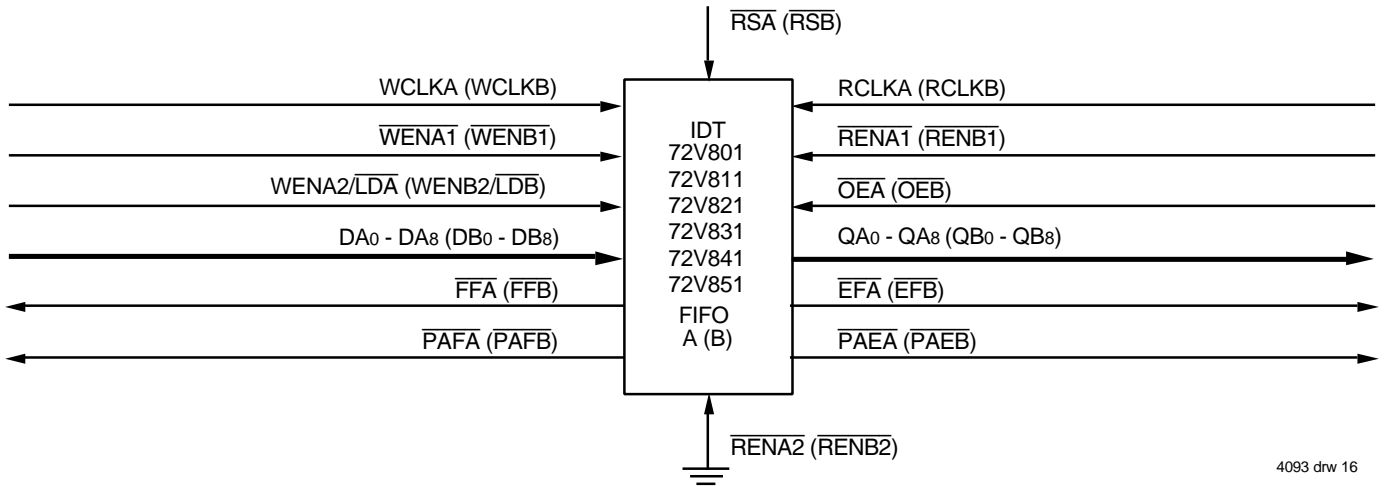 RSA (RSB)
WCLKA (WCLKB)
WENA1 (WENB1)
WENA2/LDA (WENB2/LDB)
DA0 - DA8 (DB0 - DB8)
FFA (FFB)
PAFA (PAFB)
IDT
72V801
72V811
72V821
72V831
72V841
72V851
FIFO
A (B)
RCLKA (RCLKB)
RENA1 (RENB1)
OEA (OEB)
QA0 - QA8 (QB0 - QB8)
EFA (EFB)
PAEA (PAEB)
RENA2 (RENB2)
4093 drw 16